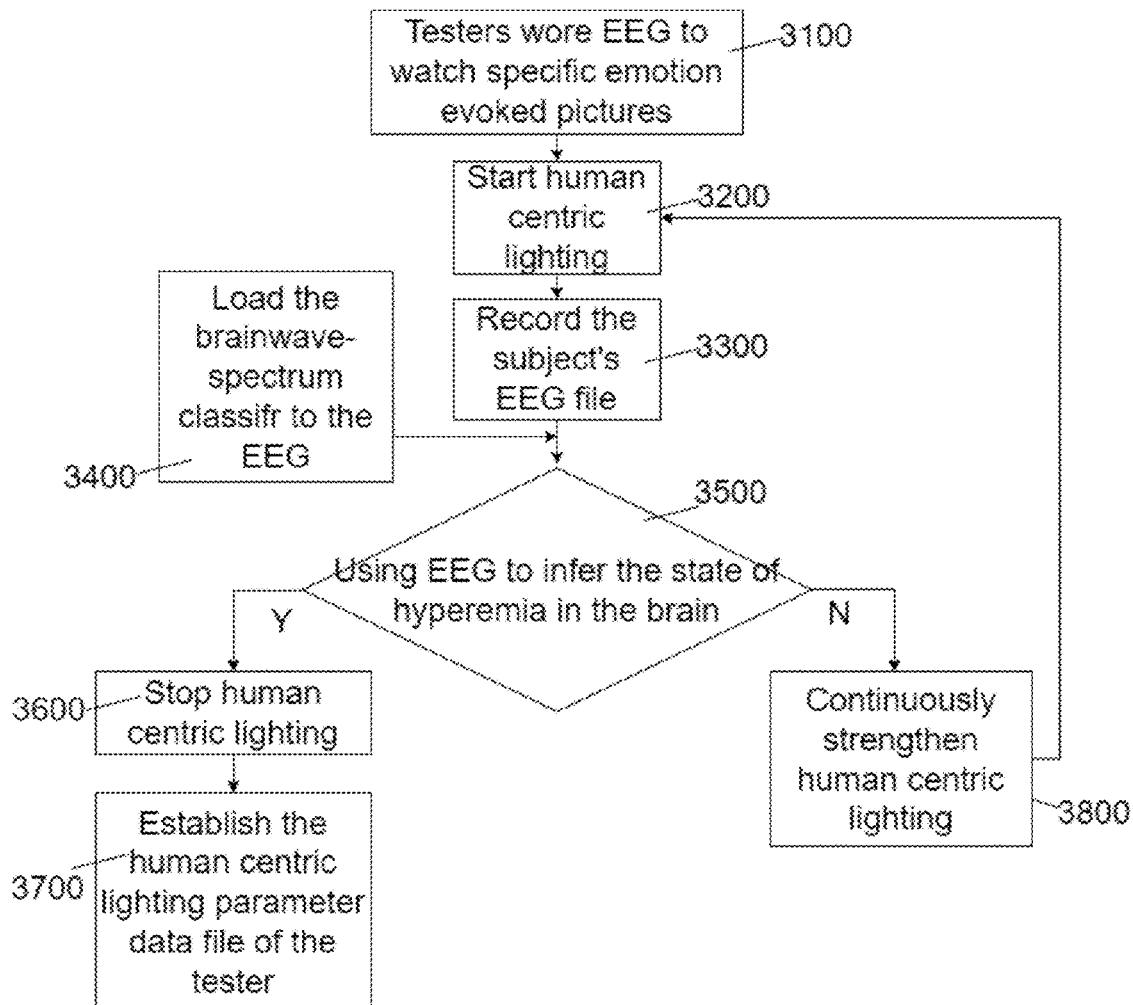 Testers wore EEG to
watch specific emotion
evoked pictures
3100
Start human
centric
lighting
3200
Record the
subject's
EEG file
3300
Load the
brainwave-
spectrum
classifr to the
EEG
3400
3500
Using EEG to infer the state of
hyperemia in the brain
Y
N
3600
Stop human
centric lighting
Continuously
strengthen
human centric
lighting
3800
Establish the
human centric
lighting parameter
data file of the
tester
3700